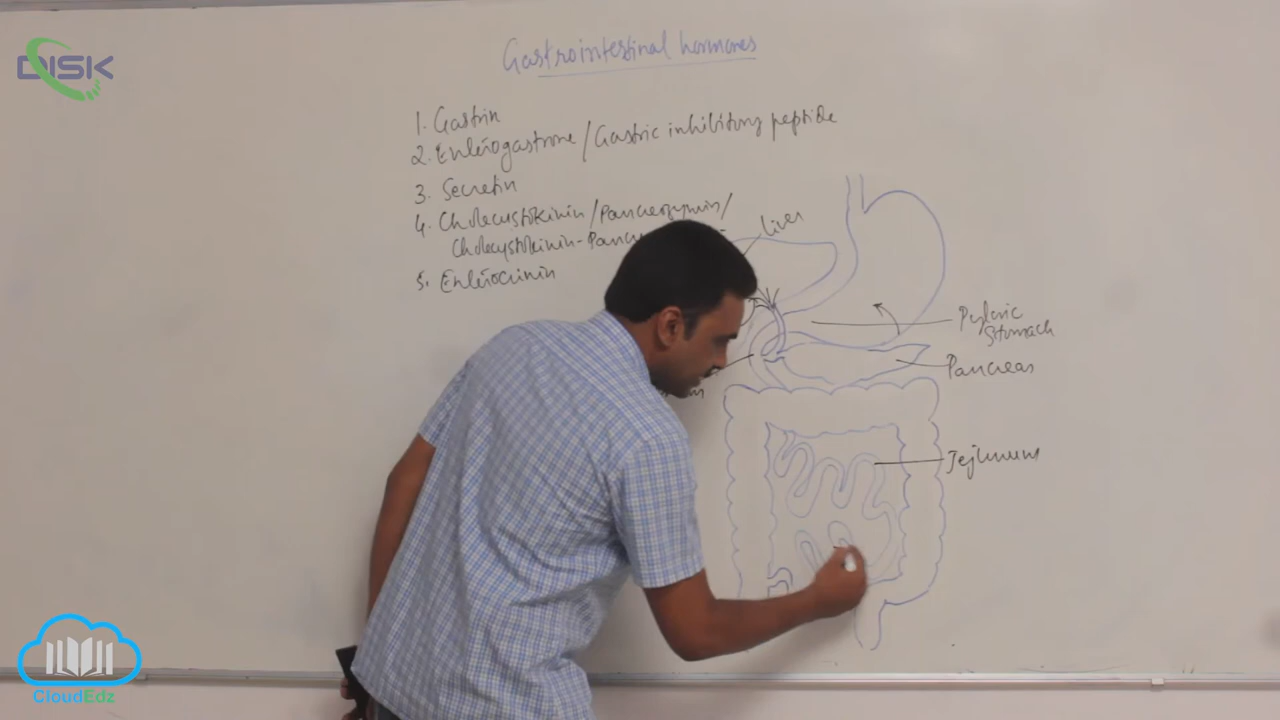 DISK
Gastrointestinal hormones
1. Gastrin
2. Enterogastrone/Gastric inhibitory peptide
3. Secretin
4. Cholecystokinin/Pancreozymin/
Cholecystokinin-Pancre
5. Enterocrinin
Liver
Pyloric
Stomach
Pancreas
Jejunum
CloudEdz